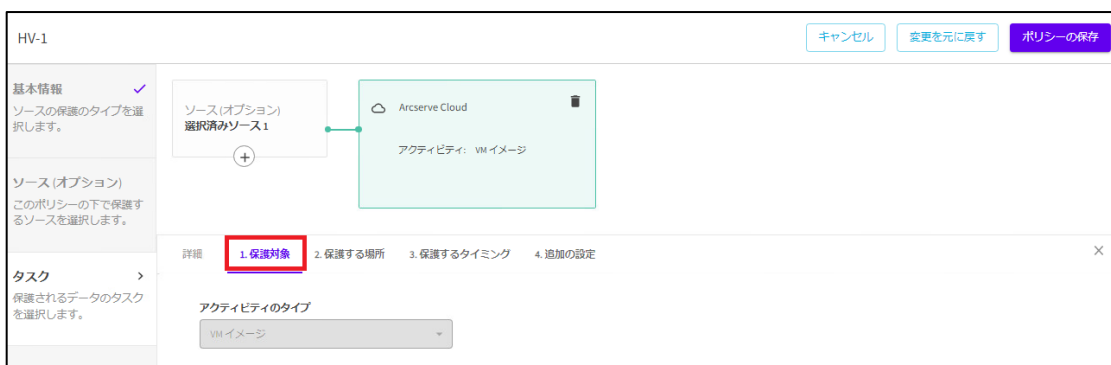 HV-1
キャンセル
変更を元に戻す
ポリシーの保存
基本情報
ソースの保護のタイプを選
択します。
ソース (オプション)
このポリシーの下で保護す
るソースを選択します。
タスク
保護されるデータのタスク
を選択します。
ソース (オプション)
選択済みソース 1
Arcserve Cloud
アクティビティ: VM イメージ
詳細
1. 保護対象
2. 保護する場所
3. 保護するタイミング
4. 追加の設定
アクティビティのタイプ
VM イメージ